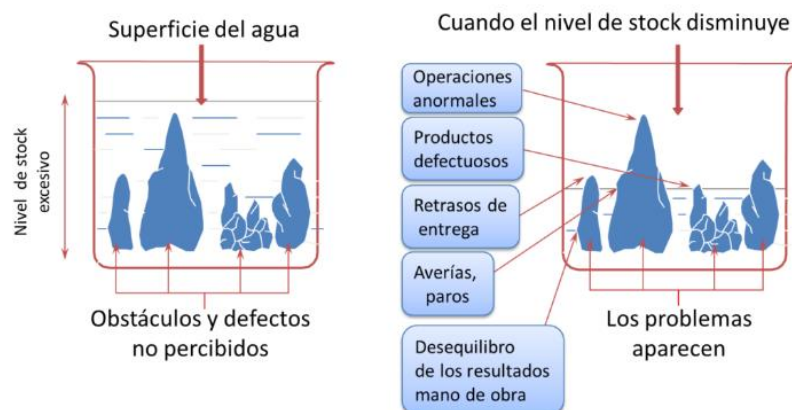 Superficie del agua
Nivel de stock
excesivo
Obstáculos y defectos
no percibidos
Cuando el nivel de stock disminuye
Operaciones
anormales
Productos
defectuosos
Retrasos de
entrega
Averías,
paros
Desequilibro
de los resultados
mano de obra
Los problemas
aparecen